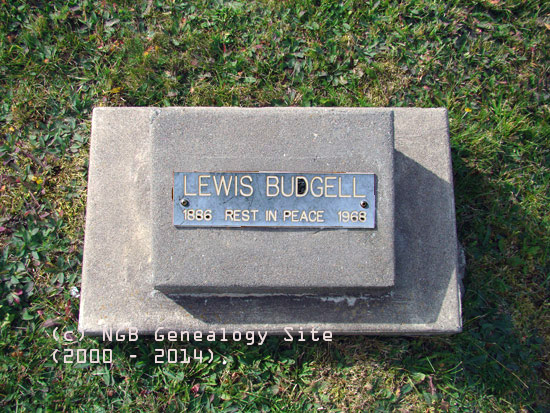 LEWIS BUDGELL
1886 REST IN PEACE 1968
(c) NGB Genealogy Site
(2000 - 2014).